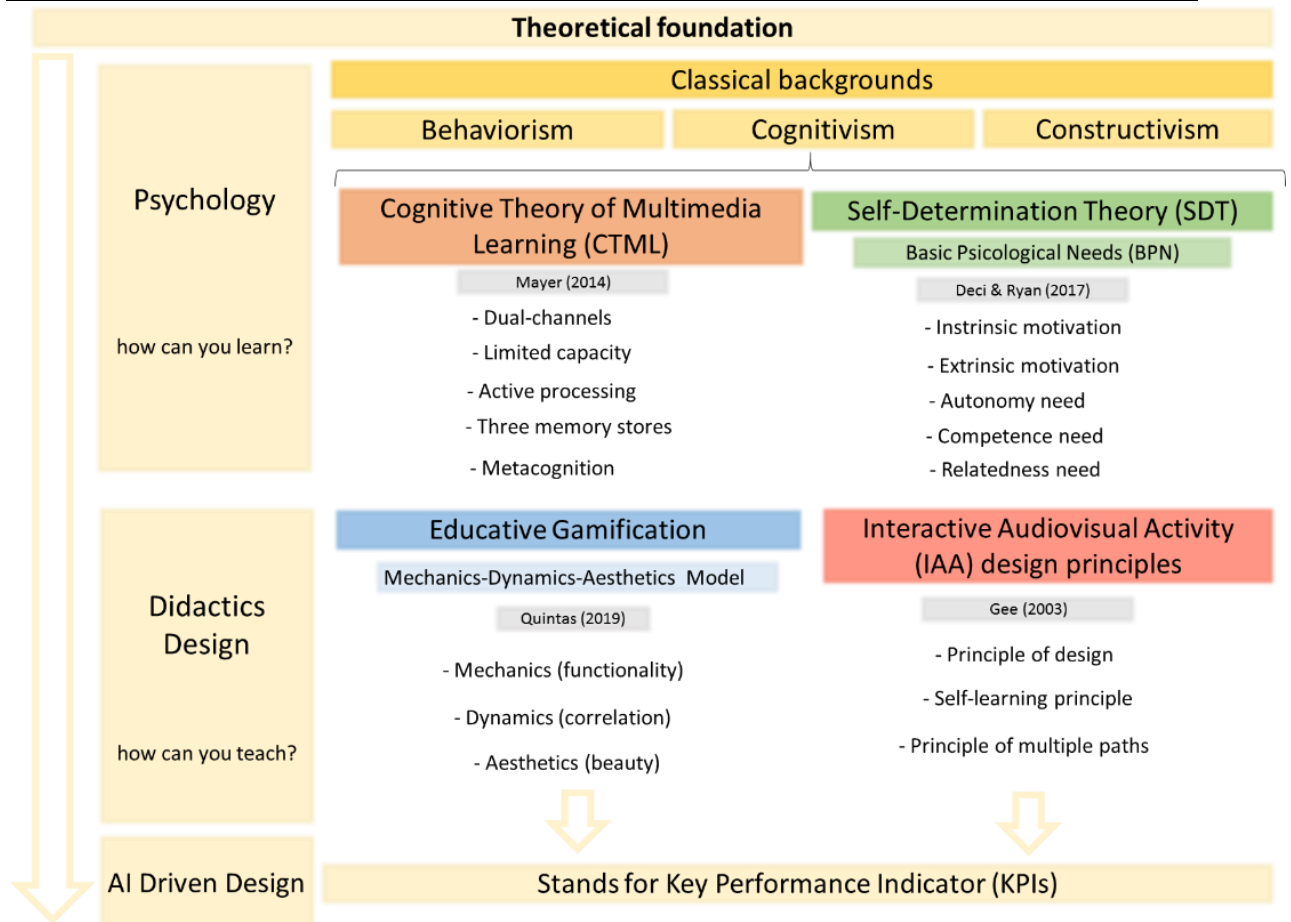 Theoretical foundation
Psychology
how can you learn?
Classical backgrounds
Behaviorism
Cognitivism
Constructivism
Cognitive Theory of Multimedia
Learning (CTML)
Mayer (2014)
- Dual-channels
- Limited capacity
- Active processing
- Three memory stores
- Metacognition
Self-Determination Theory (SDT)
Basic Psicological Needs (BPN)
Deci & Ryan (2017)
- Instrinsic motivation
- Extrinsic motivation
- Autonomy need
- Competence need
- Relatedness need
Didactics
Design
how can you teach?
Educative Gamification
Mechanics-Dynamics-Aesthetics Model
Quintas (2019)
- Mechanics (functionality)
- Dynamics (correlation)
- Aesthetics (beauty)
Interactive Audiovisual Activity
(IAA) design principles
Gee (2003)
- Principle of design
- Self-learning principle
- Principle of multiple paths
AI Driven Design
Stands for Key Performance Indicator (KPIs)